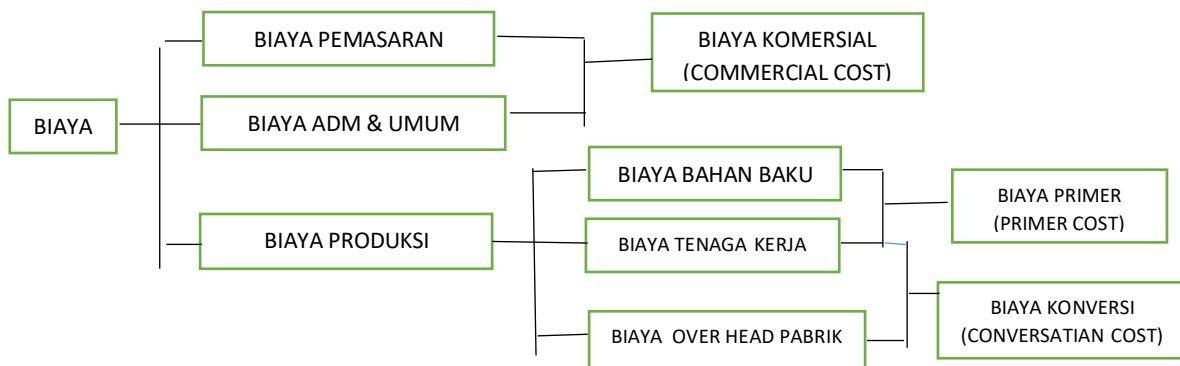 BIAYA PEMASARAN
BIAYA KOMERSIAL
(COMMERCIAL COST)
BIAYA
BIAYA ADM & UMUM
BIAYA BAHAN BAKU
BIAYA PRIMER
(PRIMER COST)
BIAYA PRODUKSI
BIAYA TENAGA KERJA
BIAYA KONVERSI
(CONVERSATIAN COST)
BIAYA OVER HEAD PABRIK